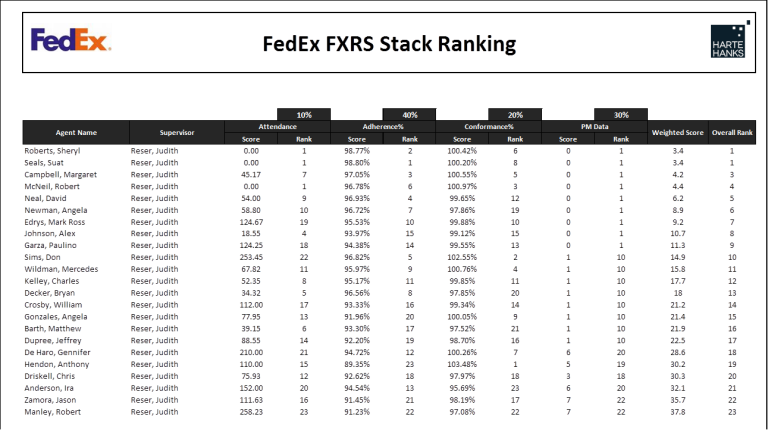 FedEx®
FedEx FXRS Stack Ranking
HARTE
HANKS
10% 40% 20% 30%
Agent Name Supervisor Attendance Adherence% Conformance% PM Data Weighted Score Overall Rank
Score Rank Score Rank Score Rank Score Rank
Roberts, Sheryl Reser, Judith 0.00 1 98.77% 2 100.42% 6 0 1 3.4 1
Seals, Suat Reser, Judith 0.00 1 98.80% 1 100.20% 8 0 1 3.4 1
Campbell, Margaret Reser, Judith 45.17 7 97.05% 3 100.55% 5 0 1 4.2 3
McNeil, Robert Reser, Judith 0.00 1 96.78% 6 100.97% 3 0 1 4.4 4
Neal, David Reser, Judith 54.00 9 96.93% 4 99.65% 12 0 1 6.2 5
Newman, Angela Reser, Judith 58.80 10 96.72% 7 97.86% 19 0 1 8.9 6
Edrys, Mark Ross Reser, Judith 124.67 19 95.53% 10 99.88% 10 0 1 9.2 7
Johnson, Alex Reser, Judith 18.55 4 93.97% 15 99.12% 15 0 1 10.7 8
Garza, Paulino Reser, Judith 124.25 18 94.38% 14 99.55% 13 0 1 11.3 9
Sims, Don Reser, Judith 253.45 22 96.82% 5 102.55% 2 1 10 14.9 10
Wildman, Mercedes Reser, Judith 67.82 11 95.97% 9 100.76% 4 1 10 15.8 11
Kelley, Charles Reser, Judith 52.35 8 95.17% 11 99.85% 11 1 10 17.7 12
Decker, Bryan Reser, Judith 34.32 5 96.56% 8 97.85% 20 1 10 18 13
Crosby, William Reser, Judith 112.00 17 93.33% 16 99.34% 14 1 10 21.2 14
Gonzales, Angela Reser, Judith 77.95 13 91.96% 20 100.05% 9 1 10 21.4 15
Barth, Matthew Reser, Judith 39.15 6 93.30% 17 97.52% 21 1 10 21.9 16
Dupree, Jeffrey Reser, Judith 88.55 14 92.20% 19 98.70% 16 1 10 22.5 17
De Haro, Gennifer Reser, Judith 210.00 21 94.72% 12 100.26% 7 6 20 28.6 18
Hendon, Anthony Reser, Judith 110.00 15 89.35% 23 103.48% 1 5 19 30.2 19
Driskell, Chris Reser, Judith 75.93 12 92.62% 18 97.97% 18 3 18 30.3 20
Anderson, Ira Reser, Judith 152.00 20 94.54% 13 95.69% 23 6 20 32.1 21
Zamora, Jason Reser, Judith 111.63 16 91.45% 21 98.19% 17 7 22 35.7 22
Manley, Robert Reser, Judith 258.23 23 91.23% 22 97.08% 22 7 22 37.8 23